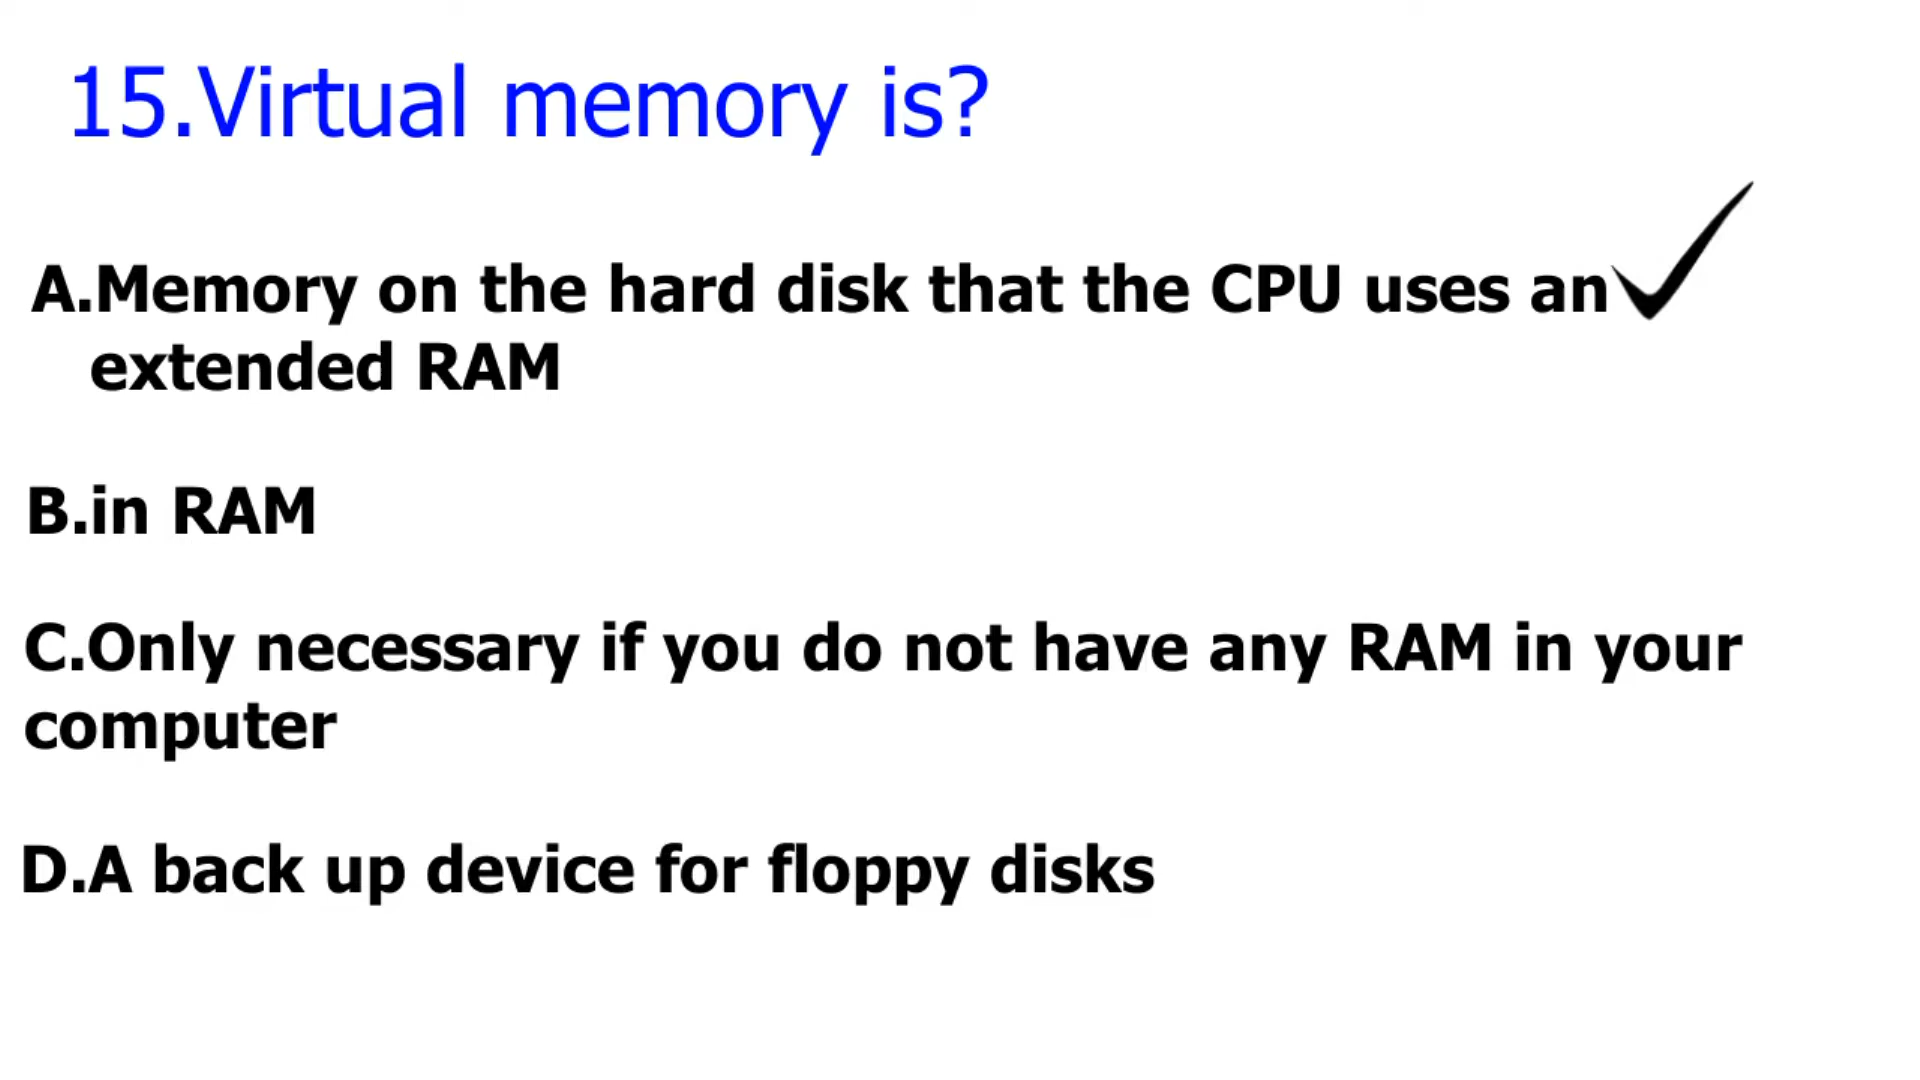 15.Virtual memory is?
A.Memory on the hard disk that the CPU uses an
extended RAM
B.in RAM
C.Only necessary if you do not have any RAM in your
computer
D.A back up device for floppy disks